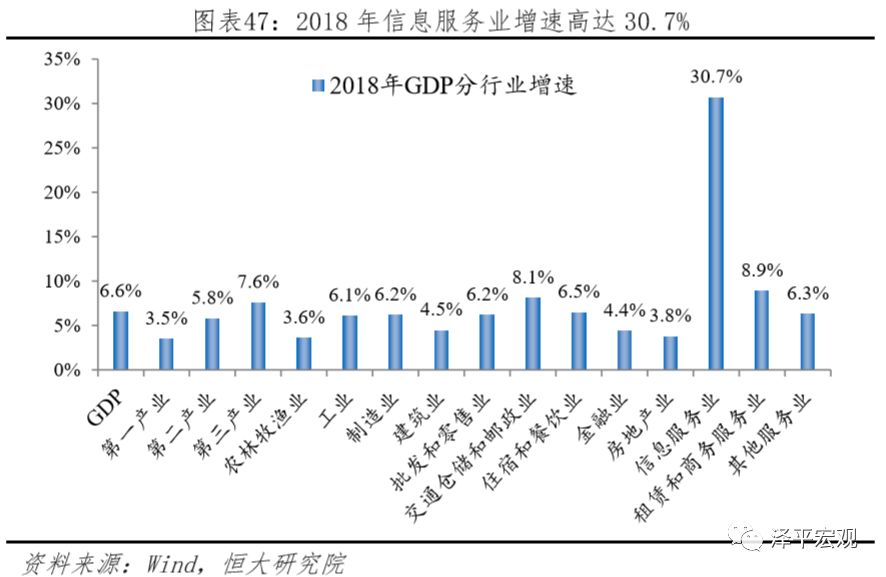 图表47：2018 年信息服务业增速高达 30.7%
2018年GDP分行业增速
35%
30%
25%
20%
15%
10%
5%
0%
6.6%
3.5%
5.8%
7.6%
3.6%
6.1%
6.2%
4.5%
6.2%
8.1%
6.5%
4.4%
3.8%
30.7%
8.9%
6.3%
GDP
第一产业
第二产业
第三产业
农林牧渔业
工业
制造业
建筑业
批发和零售业
交通仓储和邮政业
住宿和餐饮业
金融业
房地产业
信息服务业
租赁和商务服务业
其他服务业
泽平宏观
资料来源：Wind，恒大研究院